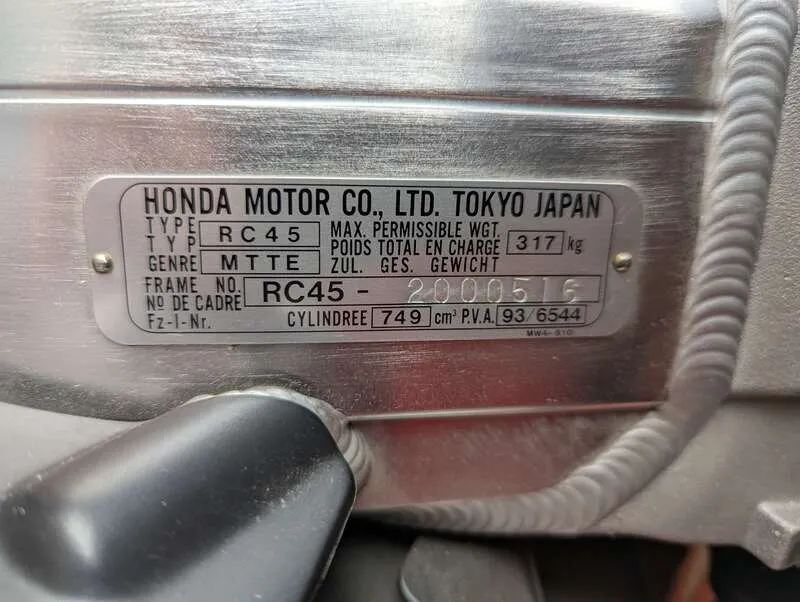 HONDA MOTOR CO., LTD. TOKYO JAPAN
TYPE RC45 MAX. PERMISSIBLE WGT.
TYP POIDS TOTAL EN CHARGE 317 kg
GENRE MTTE ZUL. GES. GEWICHT
FRAME NO. RC45- 2000516
Nº DE CADRE
Fz-I-Nr. CYLINDREE 749 cm³ P.V.A. 93/6544